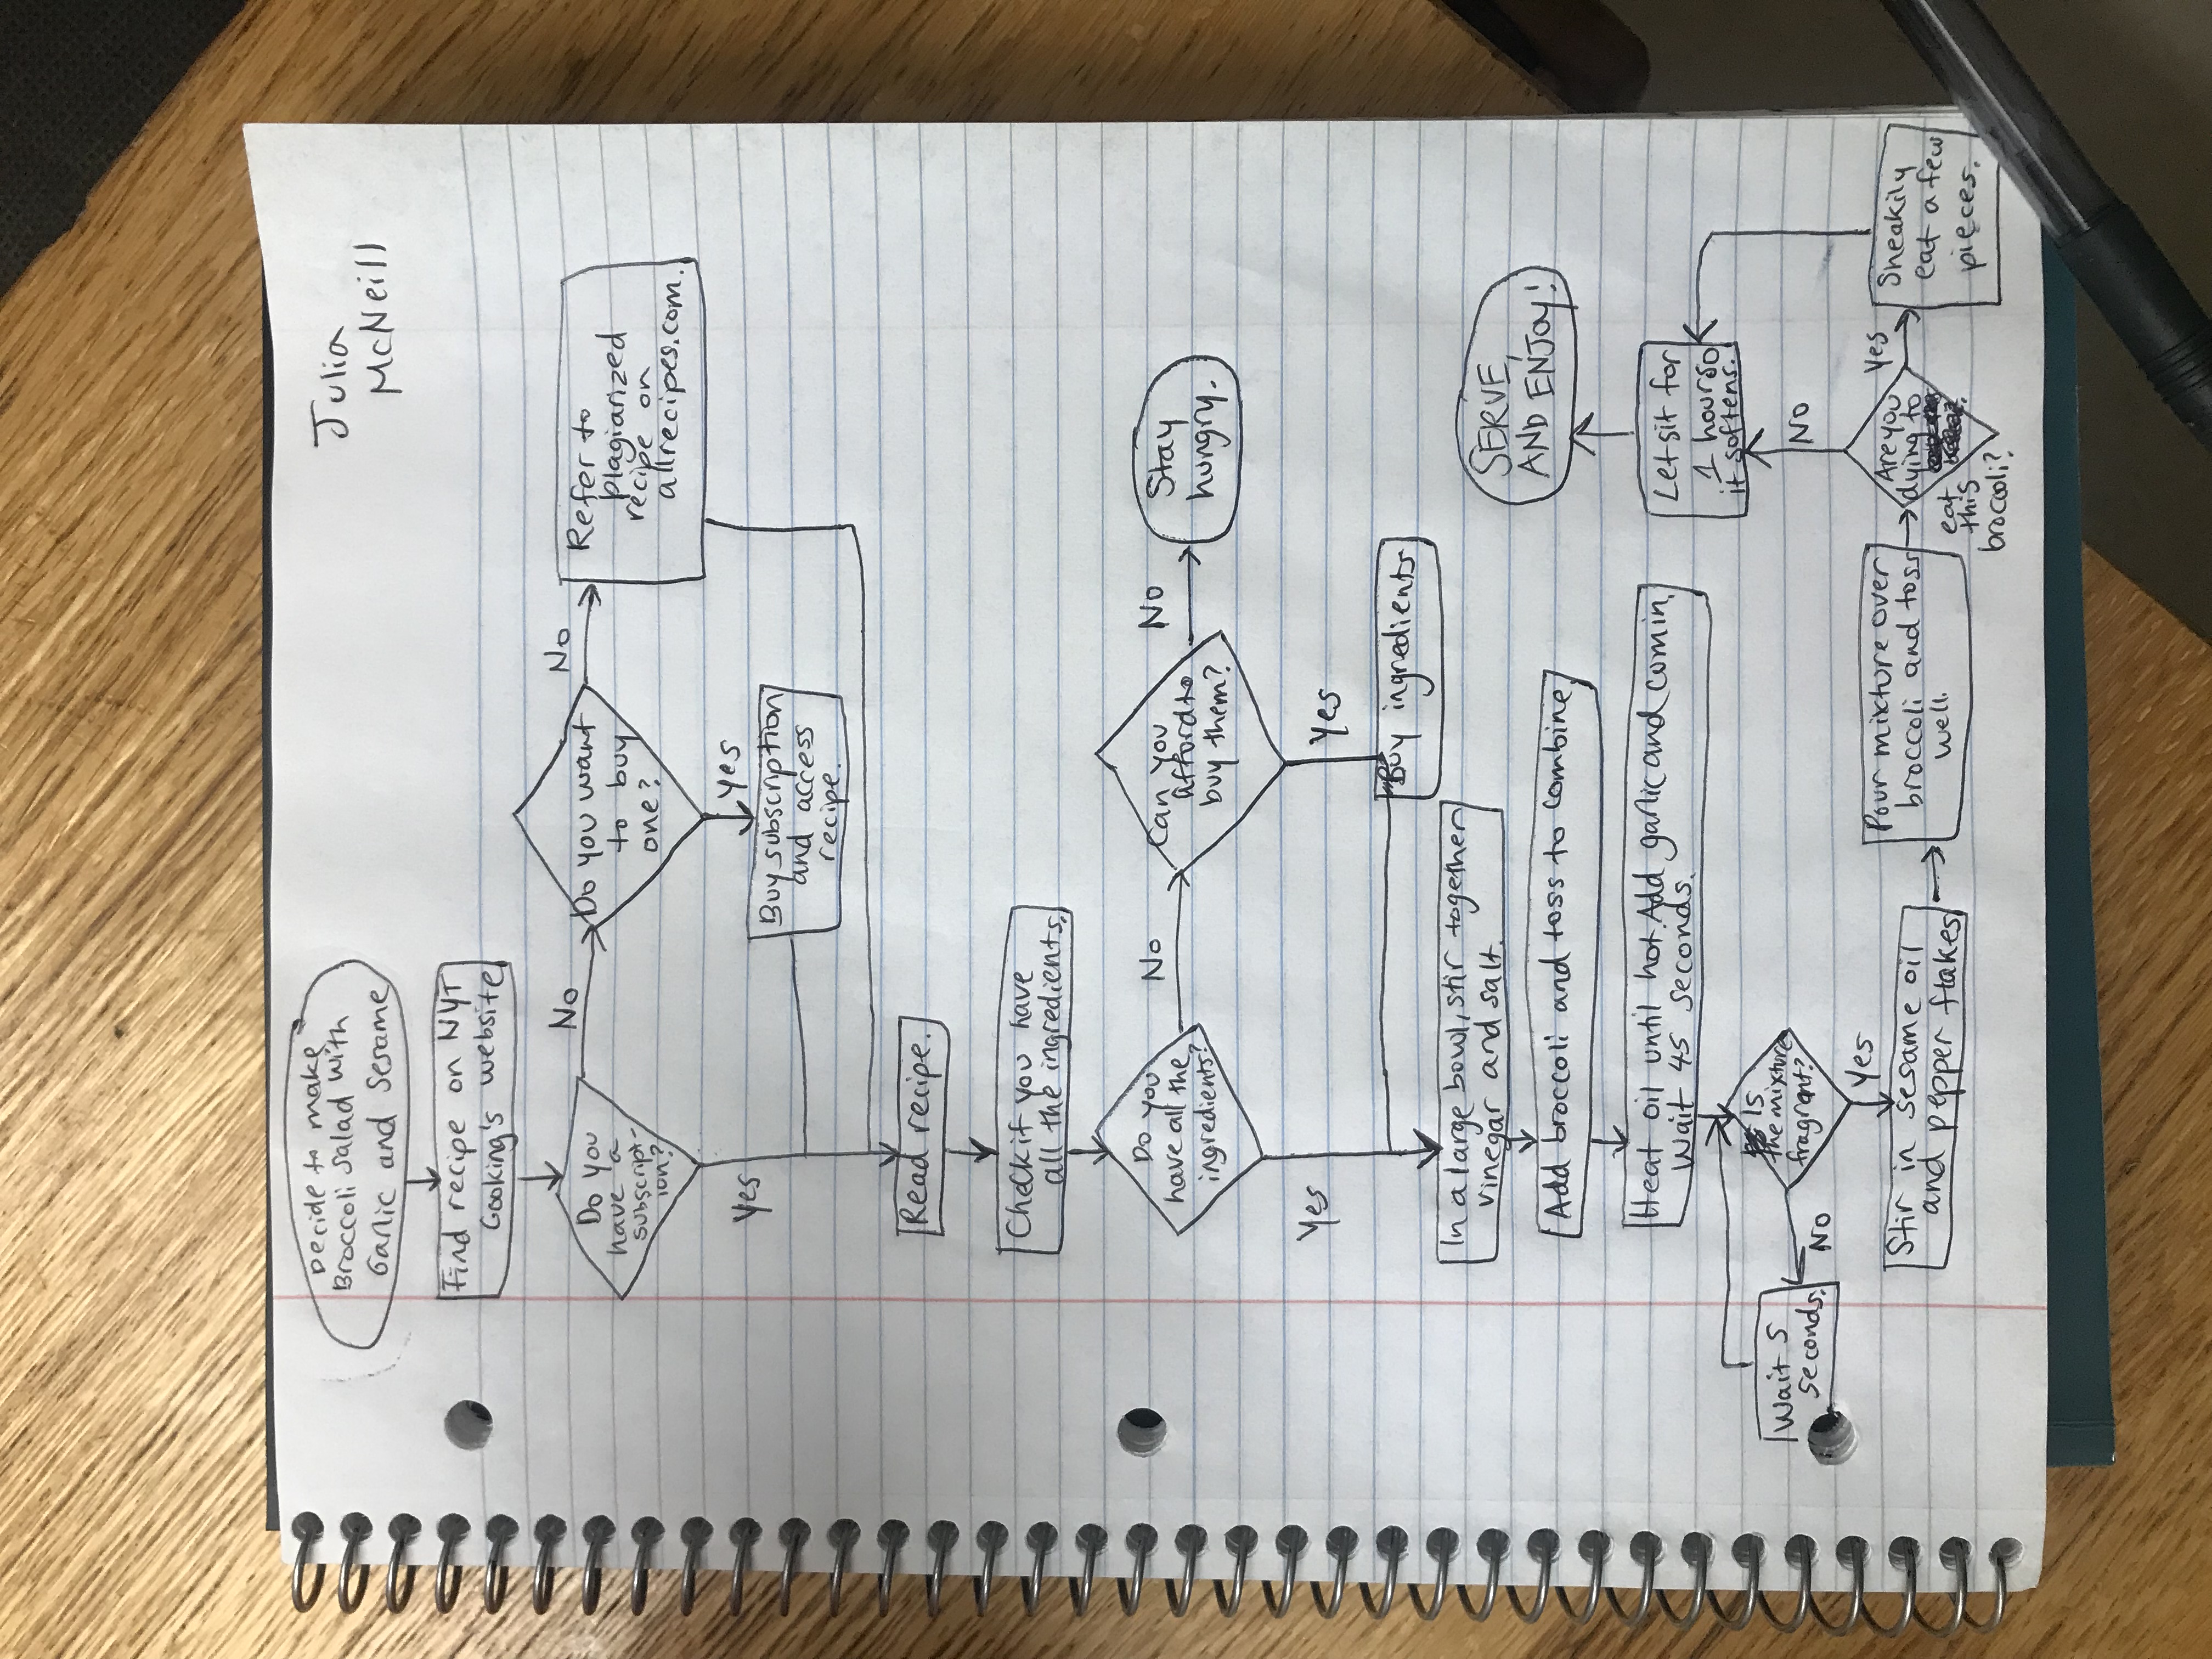 Decide to make
Broccoli salad with
Garlic and Sesame
Julia
McNeill
Find recipe on NYT
Cooking's website
Do you
have a
subscript-
ion?
No
Do you want
to buy
one?
No
Refer to
plagiarized
recipe on
allrecipes.com.
Yes
Yes
Buy subscription
and access
recipe.
Read recipe.
Check if you have
all the ingredients.
Do you
have all the
ingredients?
No
Can you
afford to
buy them?
No
Stay
hungry.
Yes
Yes
Buy ingredients
In a large bowl, stir together
vinegar and salt.
Add broccoli and toss to combine.
Heat oil until hot. Add garlic and comin.
Wait 45 seconds.
Is
the mixture
fragrant?
No
Wait 5
seconds.
Yes
Stir in sesame oil
and pepper flakes
Pour mixture over
broccoli and toss
well.
Are you
dying to
eat
this
broccoli?
Yes
Sneakily
eat a few
pieces.
No
Let sit for
1 hour so
it softens.
SERVE,
AND ENJOY!